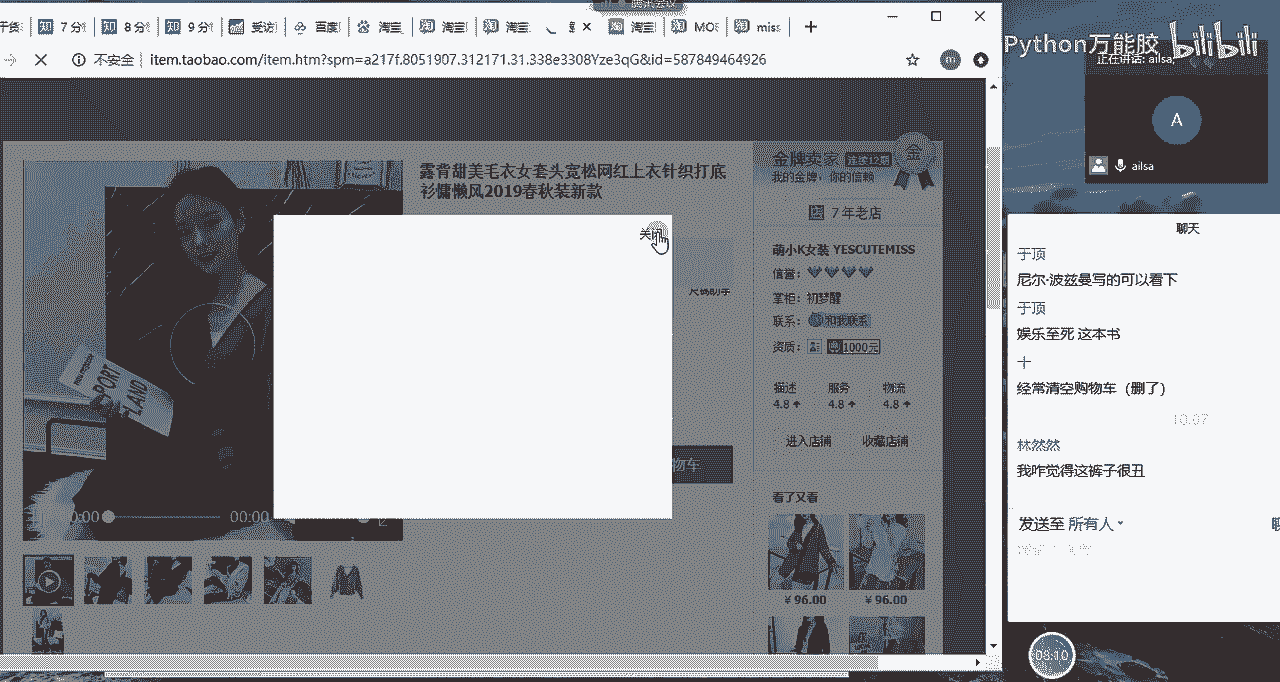 腾讯会议
7 分
8 分
9 分
爱访
百度
淘宝
淘宝
淘宝
淘宝
MO
miss
不安全
item.taobao.com/item.htm?spm=a217f.8051907.312171.31.338e3308Yze3qG&id=587849464926
Python万能胶
bilibili
正在讲话: ailsa;
A
ailsa
露背甜美毛衣女套头宽松网红上衣针织打底
衫慵懒风2019春秋装新款
关闭
尺码助手
物车
00:00
金牌卖家 连续12期
金
我的金牌，你的信赖
7 年老店
萌小K女装 YESCUTEMISS
信誉：
掌柜：初梦醒
联系：和我联系
资质：1000元
描述 服务 物流
4.8 4.8 4.8
进入店铺 收藏店铺
看了又看
¥ 96.00 ¥ 96.00
聊天
于顶
尼尔·波兹曼写的可以看下
于顶
娱乐至死 这本书
十
经常清空购物车（删了）
10:07
林然然
我咋觉得这裤子很丑
发送至 所有人
03:10